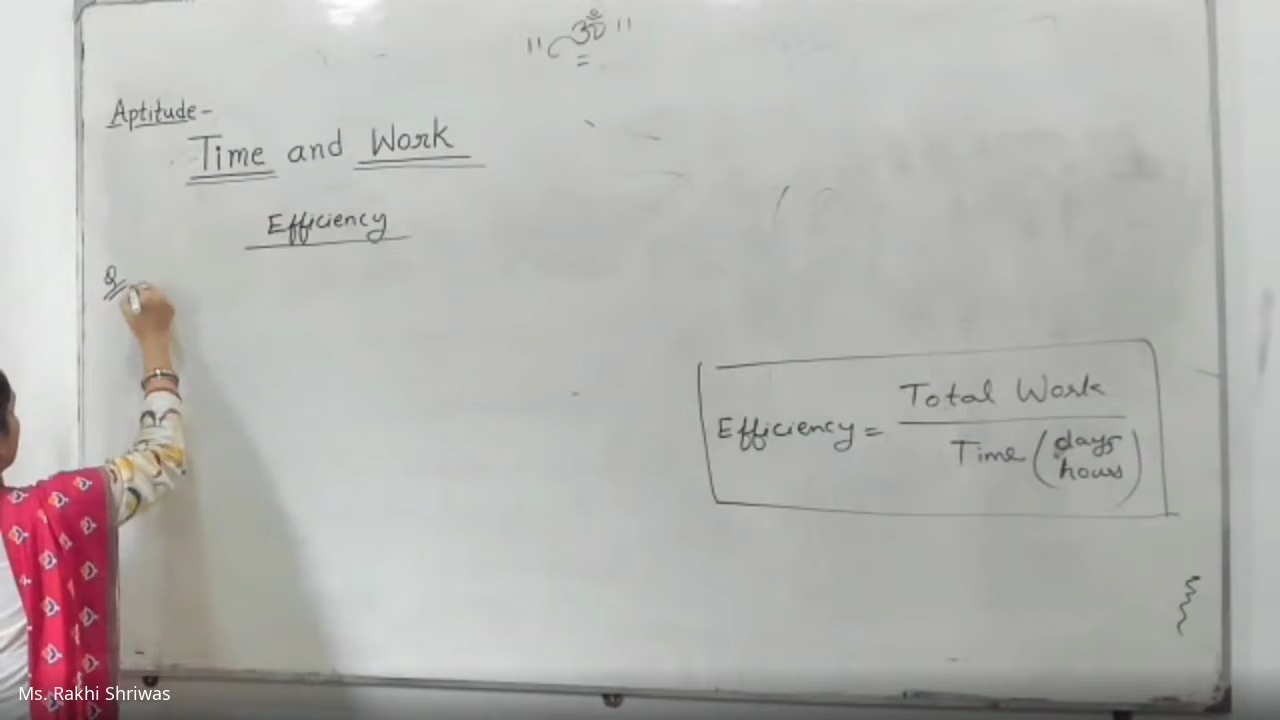 " ॐ "
Aptitude-
Time and Work
Efficiency
Q
Efficiency = Total Work
Time (days
hours)
Ms. Rakhi Shriwas